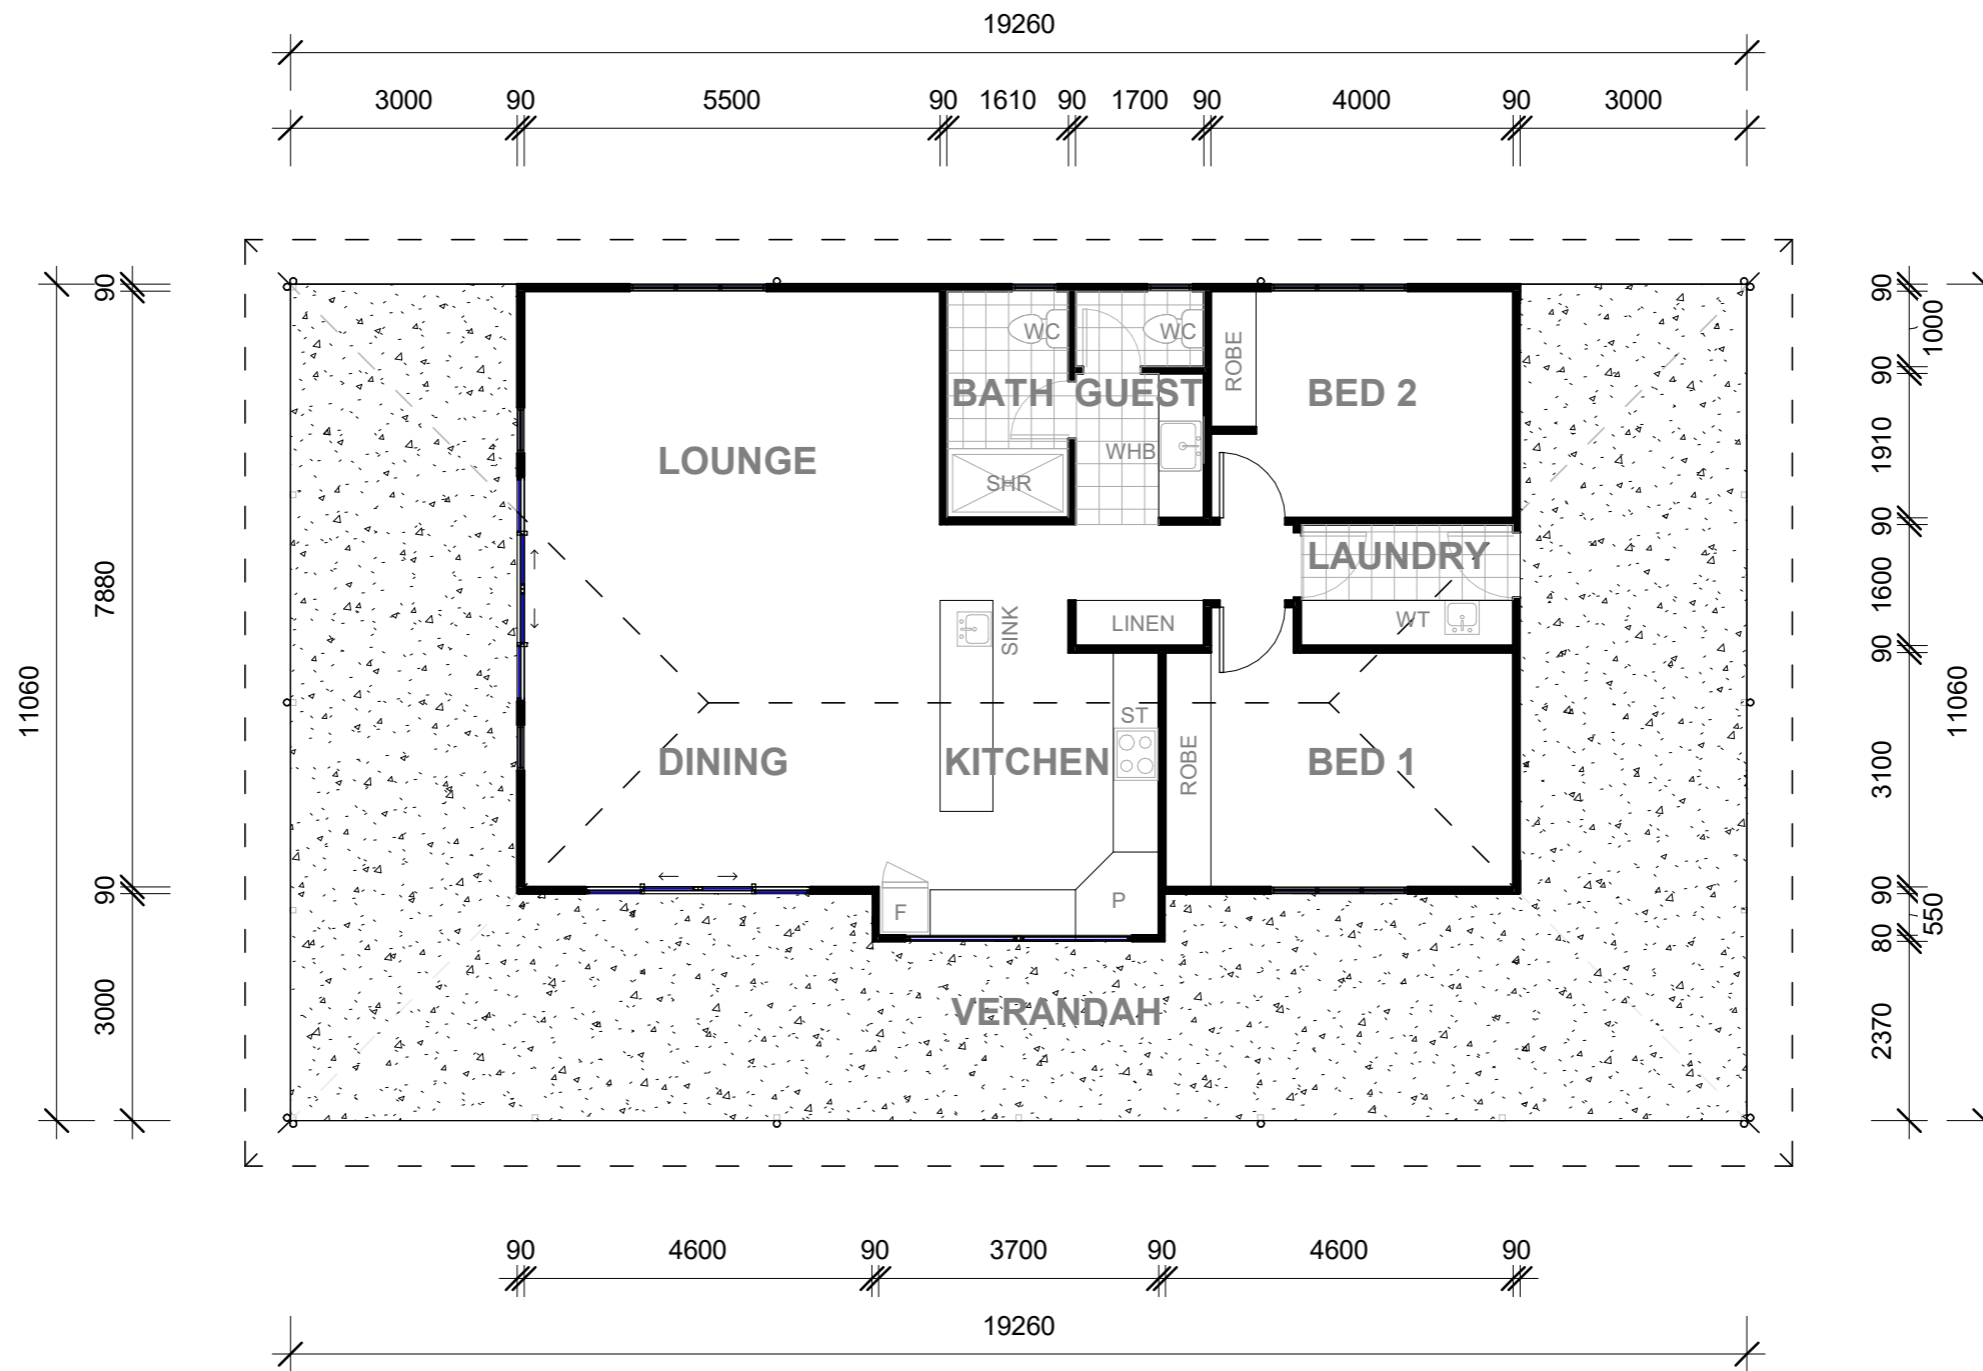 19260
3000 90 5500 90 1610 90 1700 90 4000 90 3000
90
7880
90
3000
11060
90
1000
90
1910
90
1600
90
3100
90
550
80
2370
11060
WC
WC
ROBE
BATH
GUEST
BED 2
LOUNGE
WHB
SHR
LAUNDRY
SINK
LINEN
WT
ST
ROBE
DINING
KITCHEN
BED 1
F
P
VERANDAH
90 4600 90 3700 90 4600 90
19260